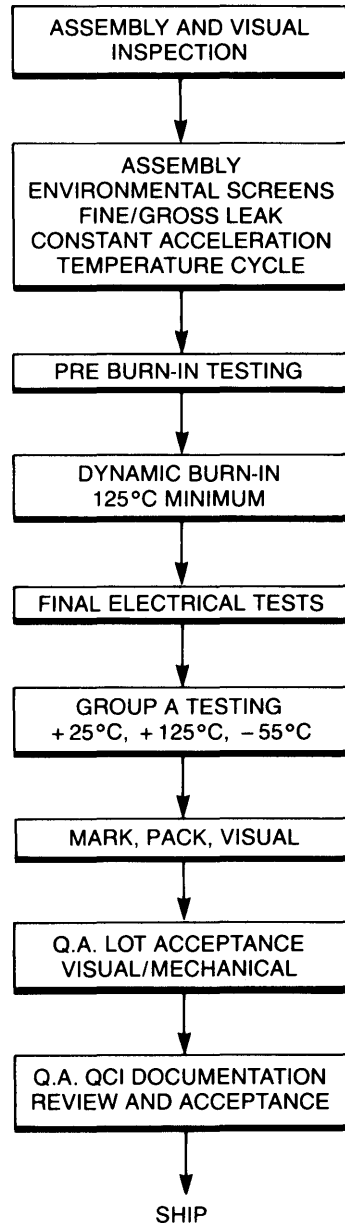 ASSEMBLY AND VISUAL
INSPECTION
ASSEMBLY
ENVIRONMENTAL SCREENS
FINE/GROSS LEAK
CONSTANT ACCELERATION
TEMPERATURE CYCLE
PRE BURN-IN TESTING
DYNAMIC BURN-IN
125°C MINIMUM
FINAL ELECTRICAL TESTS
GROUP A TESTING
+25°C, +125°C, −55°C
MARK, PACK, VISUAL
Q.A. LOT ACCEPTANCE
VISUAL/MECHANICAL
Q.A. QCI DOCUMENTATION
REVIEW AND ACCEPTANCE
SHIP